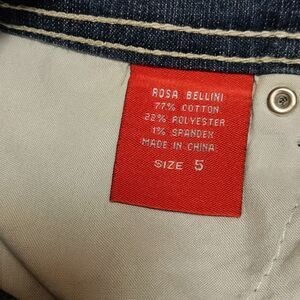 ROSA BELLINI
77% COTTON
22% POLYESTER
1% SPANDEX
MADE IN CHINA
SIZE 5